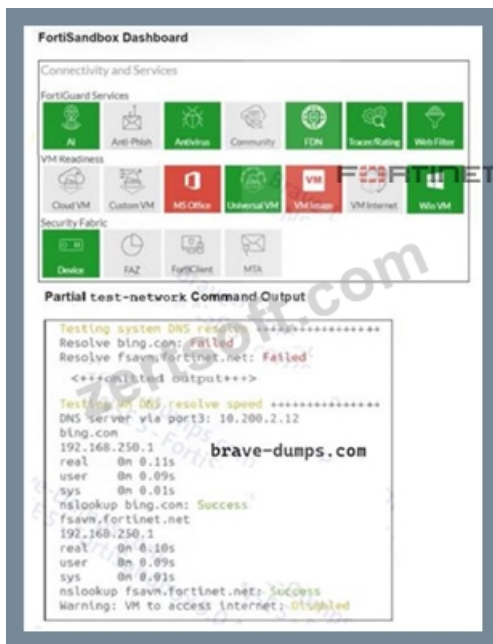 FortiSandbox Dashboard
Connectivity and Services
FortiGuard Services
AI
Anti-Phish
Antivirus
Community
FDN
Tracer/Rating
Web Filter
VM Readiness
Cloud VM
Custom VM
MS Office
Universal VM
VM
VM Image
VM Internet
Win VM
FORTINET
Security Fabric
Device
FAZ
FortiClient
MTA
Partial test-network Command Output
Testing system DNS resolve ++++++++++++++++
Resolve bing.com: Failed
Resolve fsavm.fortinet.net: Failed
<+++omitted output+++>
Testing VM DNS resolve speed ++++++++++++++
DNS server via port3: 10.200.2.12
bing.com
192.168.250.1
real 0m 0.11s
user 0m 0.09s
sys 0m 0.01s
nslookup bing.com: Success
fsavm.fortinet.net
192.168.250.1
real 0m 0.10s
user 0m 0.09s
sys 0m 0.01s
nslookup fsavm.fortinet.net: Success
Warning: VM to access internet: Disabled
brave-dumps.com
zertsoft.com